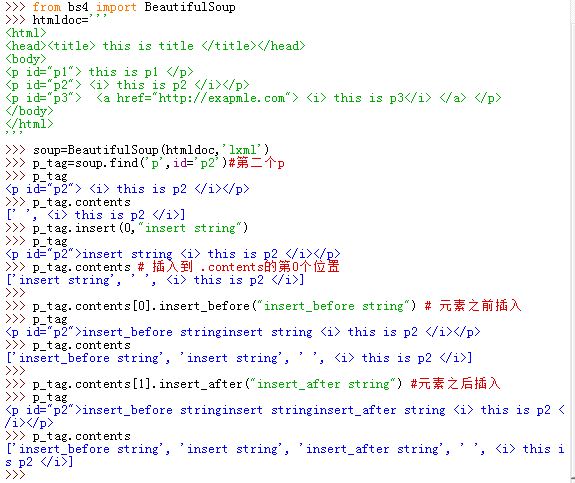 >>> from bs4 import BeautifulSoup
>>> htmldoc='''
<html>
<head><title> this is title </title></head>
<body>
<p id="p1"> this is p1 </p>
<p id="p2"> <i> this is p2 </i></p>
<p id="p3">  <a href="http://exapmle.com"> <i> this is p3</i> </a> </p>
</body>
</html>
'''
>>> soup=BeautifulSoup(htmldoc,'lxml')
>>> p_tag=soup.find('p',id='p2')#第二个p
>>> p_tag
<p id="p2"> <i> this is p2 </i></p>
>>> p_tag.contents
[' ', <i> this is p2 </i>]
>>> p_tag.insert(0,"insert string")
>>> p_tag
<p id="p2">insert string <i> this is p2 </i></p>
>>> p_tag.contents # 插入到 .contents的第0个位置
['insert string', ' ', <i> this is p2 </i>]
>>>
>>> p_tag.contents[0].insert_before("insert_before string") # 元素之前插入
>>> p_tag
<p id="p2">insert_before stringinsert string <i> this is p2 </i></p>
>>> p_tag.contents
['insert_before string', 'insert string', ' ', <i> this is p2 </i>]
>>>
>>> p_tag.contents[1].insert_after("insert_after string") #元素之后插入
>>> p_tag
<p id="p2">insert_before stringinsert stringinsert_after string <i> this is p2 <
/i></p>
>>> p_tag.contents
['insert_before string', 'insert string', 'insert_after string', ' ', <i> this i
s p2 </i>]
>>>